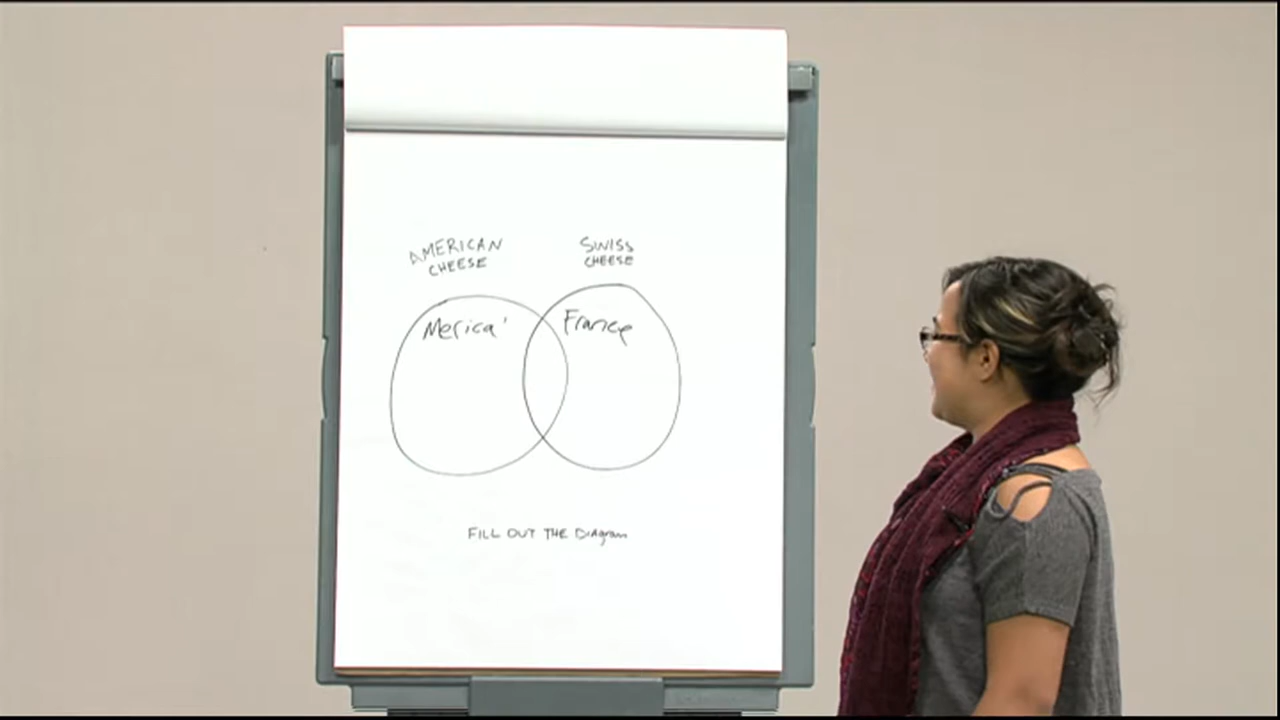 AMERICAN
CHEESE
SWISS
CHEESE
Merica'
France
FILL OUT THE Diagram